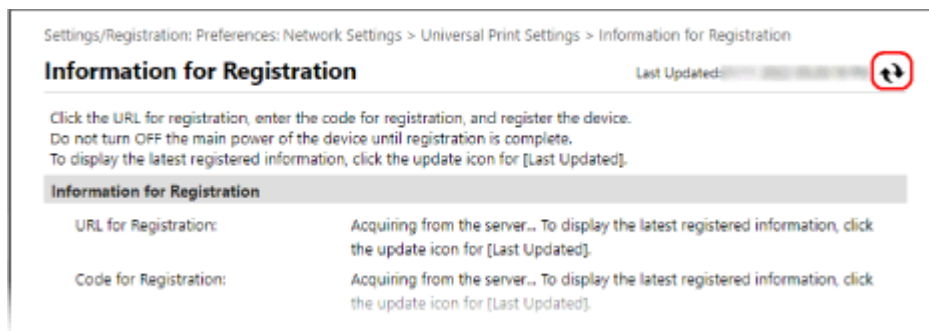 Settings/Registration: Preferences: Network Settings > Universal Print Settings > Information for Registration
Information for Registration
Last Updated:
Click the URL for registration, enter the code for registration, and register the device.
Do not turn OFF the main power of the device until registration is complete.
To display the latest registered information, click the update icon for [Last Updated].
Information for Registration
URL for Registration: Acquiring from the server... To display the latest registered information, click
the update icon for [Last Updated].
Code for Registration: Acquiring from the server... To display the latest registered information, click
the update icon for [Last Updated].